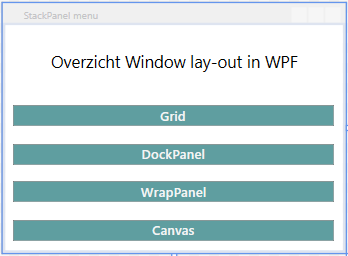 StackPanel menu
Overzicht Window lay-out in WPF
Grid
DockPanel
WrapPanel
Canvas